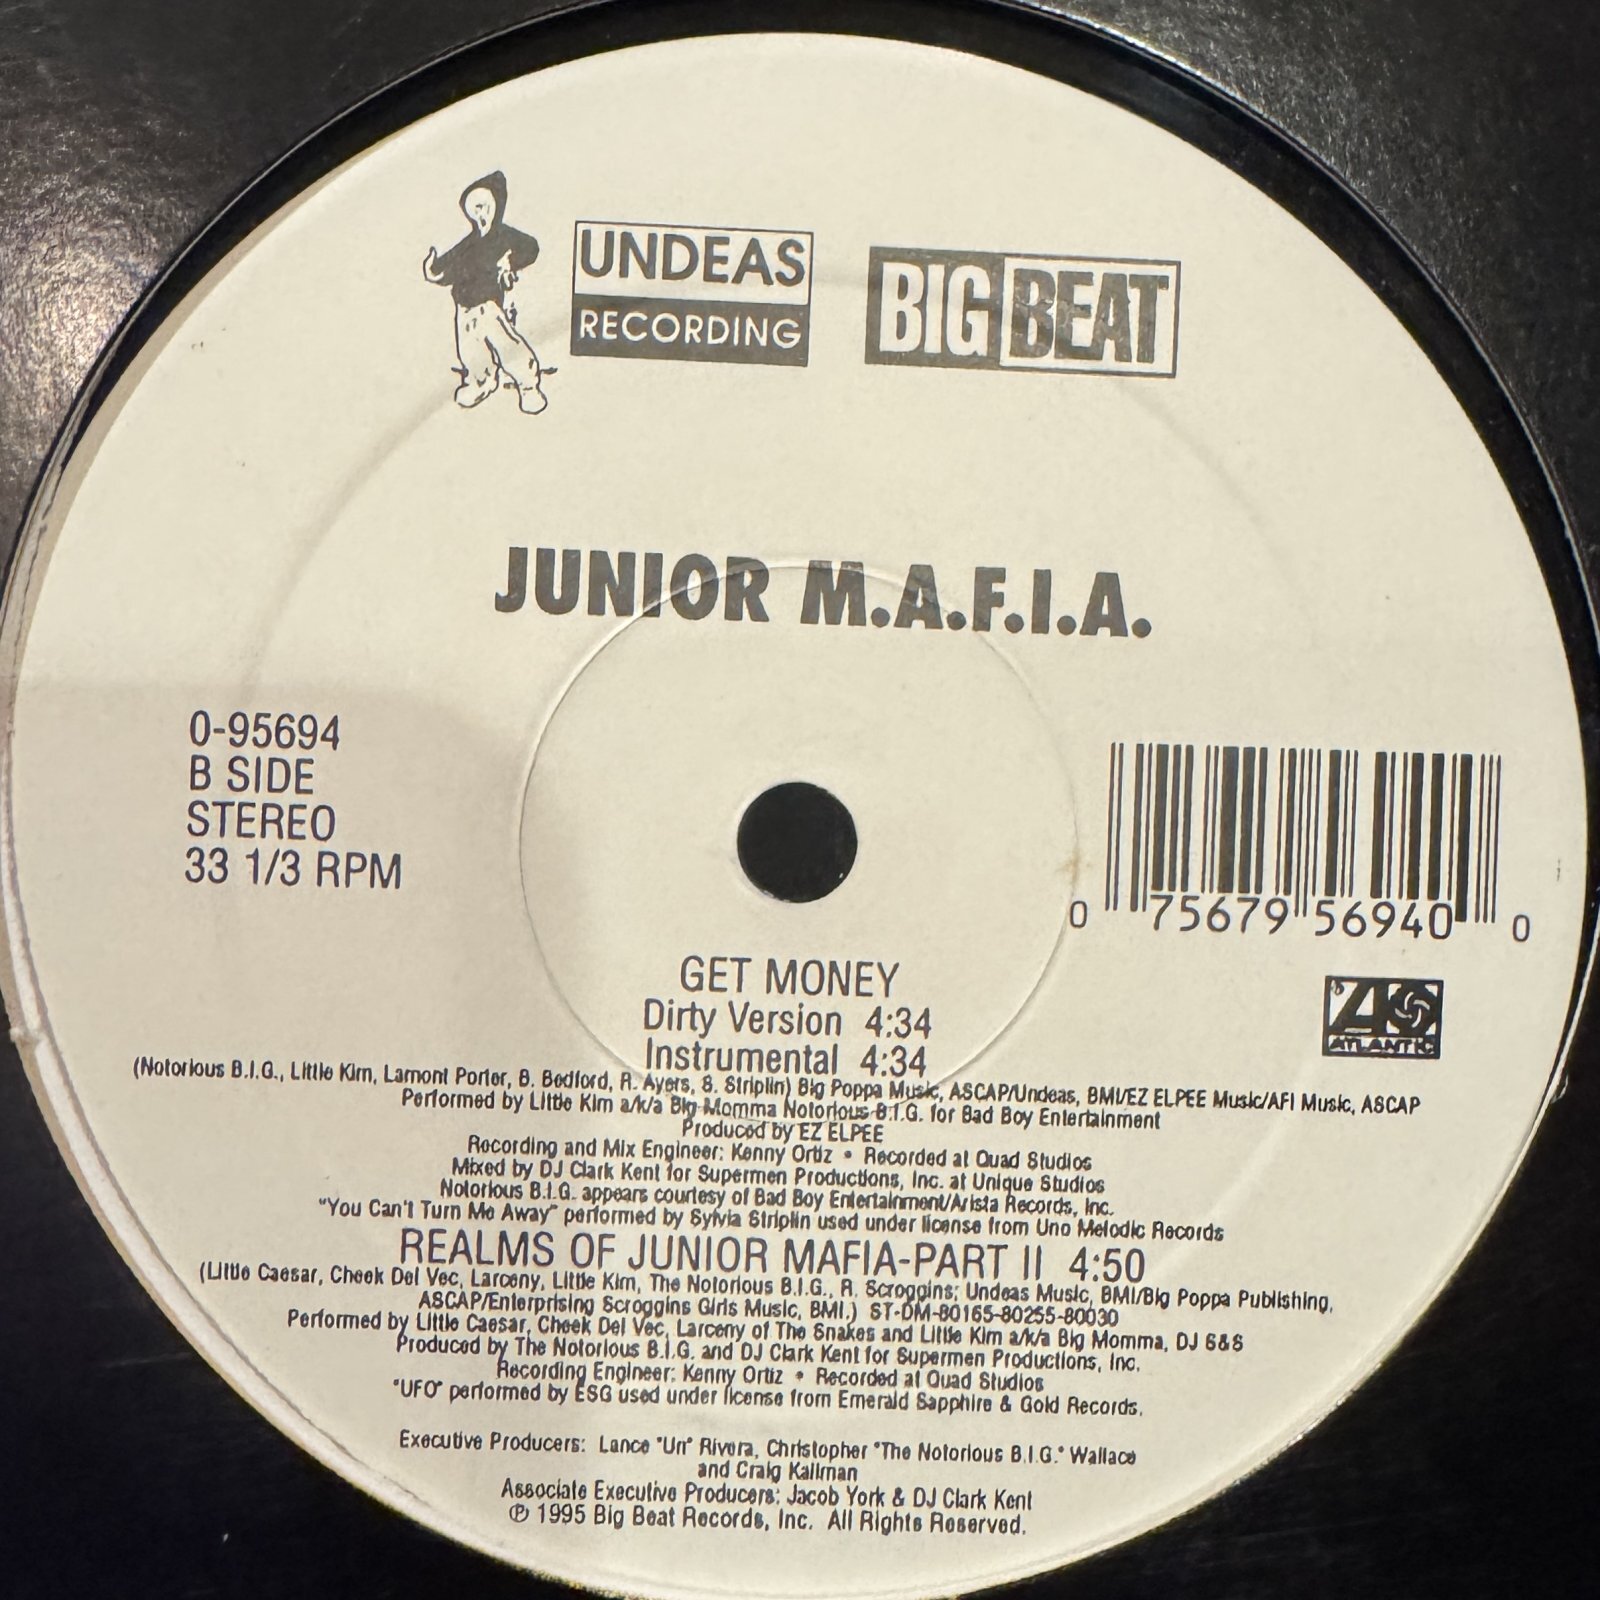 UNDEAS
RECORDING
BIG BEAT
JUNIOR M.A.F.I.A.
0-95694
B SIDE
STEREO
33 1/3 RPM
0 75679 56940 0
ATLANTIC
GET MONEY
Dirty Version 4:34
Instrumental 4:34
(Notorious B.I.G., Little Kim, Lamont Porter, B. Bedford, R. Ayers, S. Striplin) Big Poppa Music, ASCAP/Undeas, BMI/EZ ELPEE Music/AFI Music, ASCAP
Performed by Little Kim a/k/a Big Momma Notorious B.I.G. for Bad Boy Entertainment
Produced by EZ ELPEE
Recording and Mix Engineer: Kenny Ortiz • Recorded at Quad Studios
Mixed by DJ Clark Kent for Supermen Productions, Inc. at Unique Studios
Notorious B.I.G. appears courtesy of Bad Boy Entertainment/Arista Records, Inc.
"You Can't Turn Me Away" performed by Sylvia Striplin used under license from Uno Melodic Records
REALMS OF JUNIOR MAFIA-PART II 4:50
(Little Caesar, Cheek Del Vec, Larceny, Little Kim, The Notorious B.I.G., R. Scroggins; Undeas Music, BMI/Big Poppa Publishing,
ASCAP/Enterprising Scroggins Girls Music, BMI.) ST-DM-80165-80255-80030
Performed by Little Caesar, Cheek Del Vec, Larceny of The Snakes and Little Kim a/k/a Big Momma, DJ S&S
Produced by The Notorious B.I.G. and DJ Clark Kent for Supermen Productions, Inc.
Recording Engineer: Kenny Ortiz • Recorded at Quad Studios
"UFO" performed by ESG used under license from Emerald Sapphire & Gold Records.
Executive Producers: Lance "Un" Rivera, Christopher "The Notorious B.I.G." Wallace
and Craig Kallman
Associate Executive Producers: Jacob York & DJ Clark Kent
℗ 1995 Big Beat Records, Inc. All Rights Reserved.